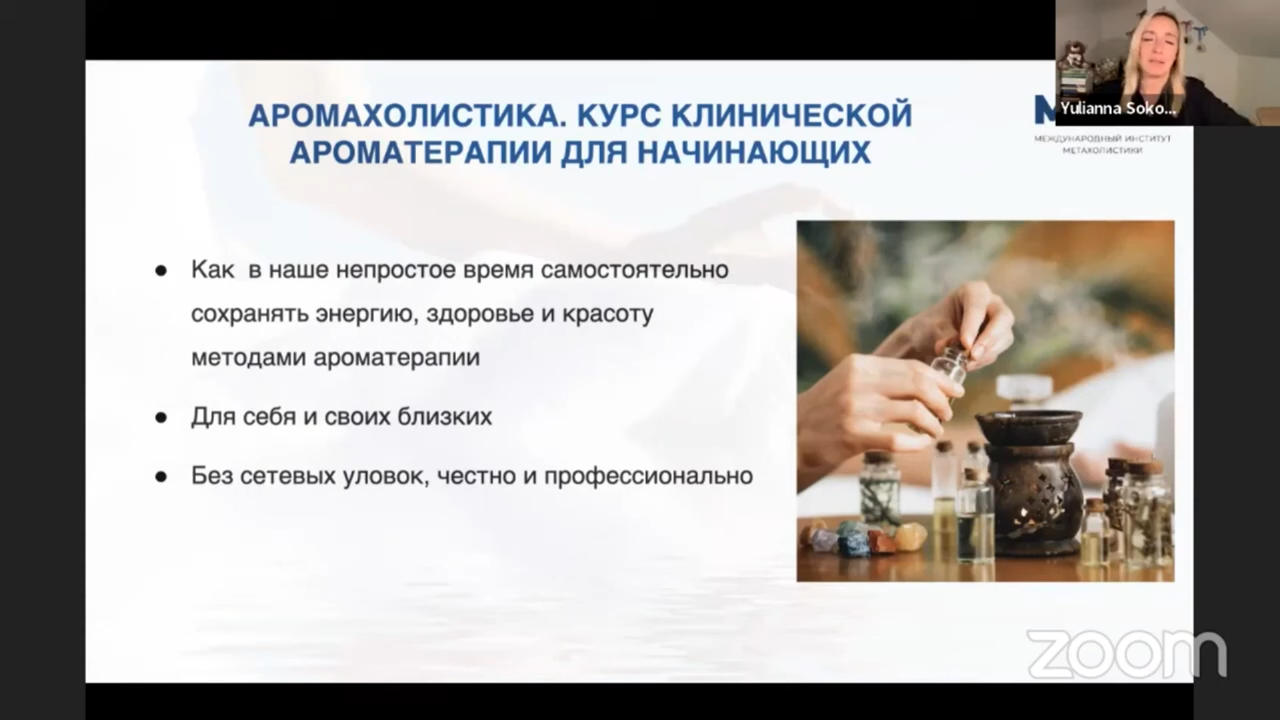 Yulianna Soko...
АРОМАХОЛИСТИКА. КУРС КЛИНИЧЕСКОЙ
АРОМАТЕРАПИИ ДЛЯ НАЧИНАЮЩИХ
МЕЖДУНАРОДНЫЙ ИНСТИТУТ
МЕТАХОЛИСТИКИ
● Как в наше непростое время самостоятельно
сохранять энергию, здоровье и красоту
методами ароматерапии
● Для себя и своих близких
● Без сетевых уловок, честно и профессионально
zoom